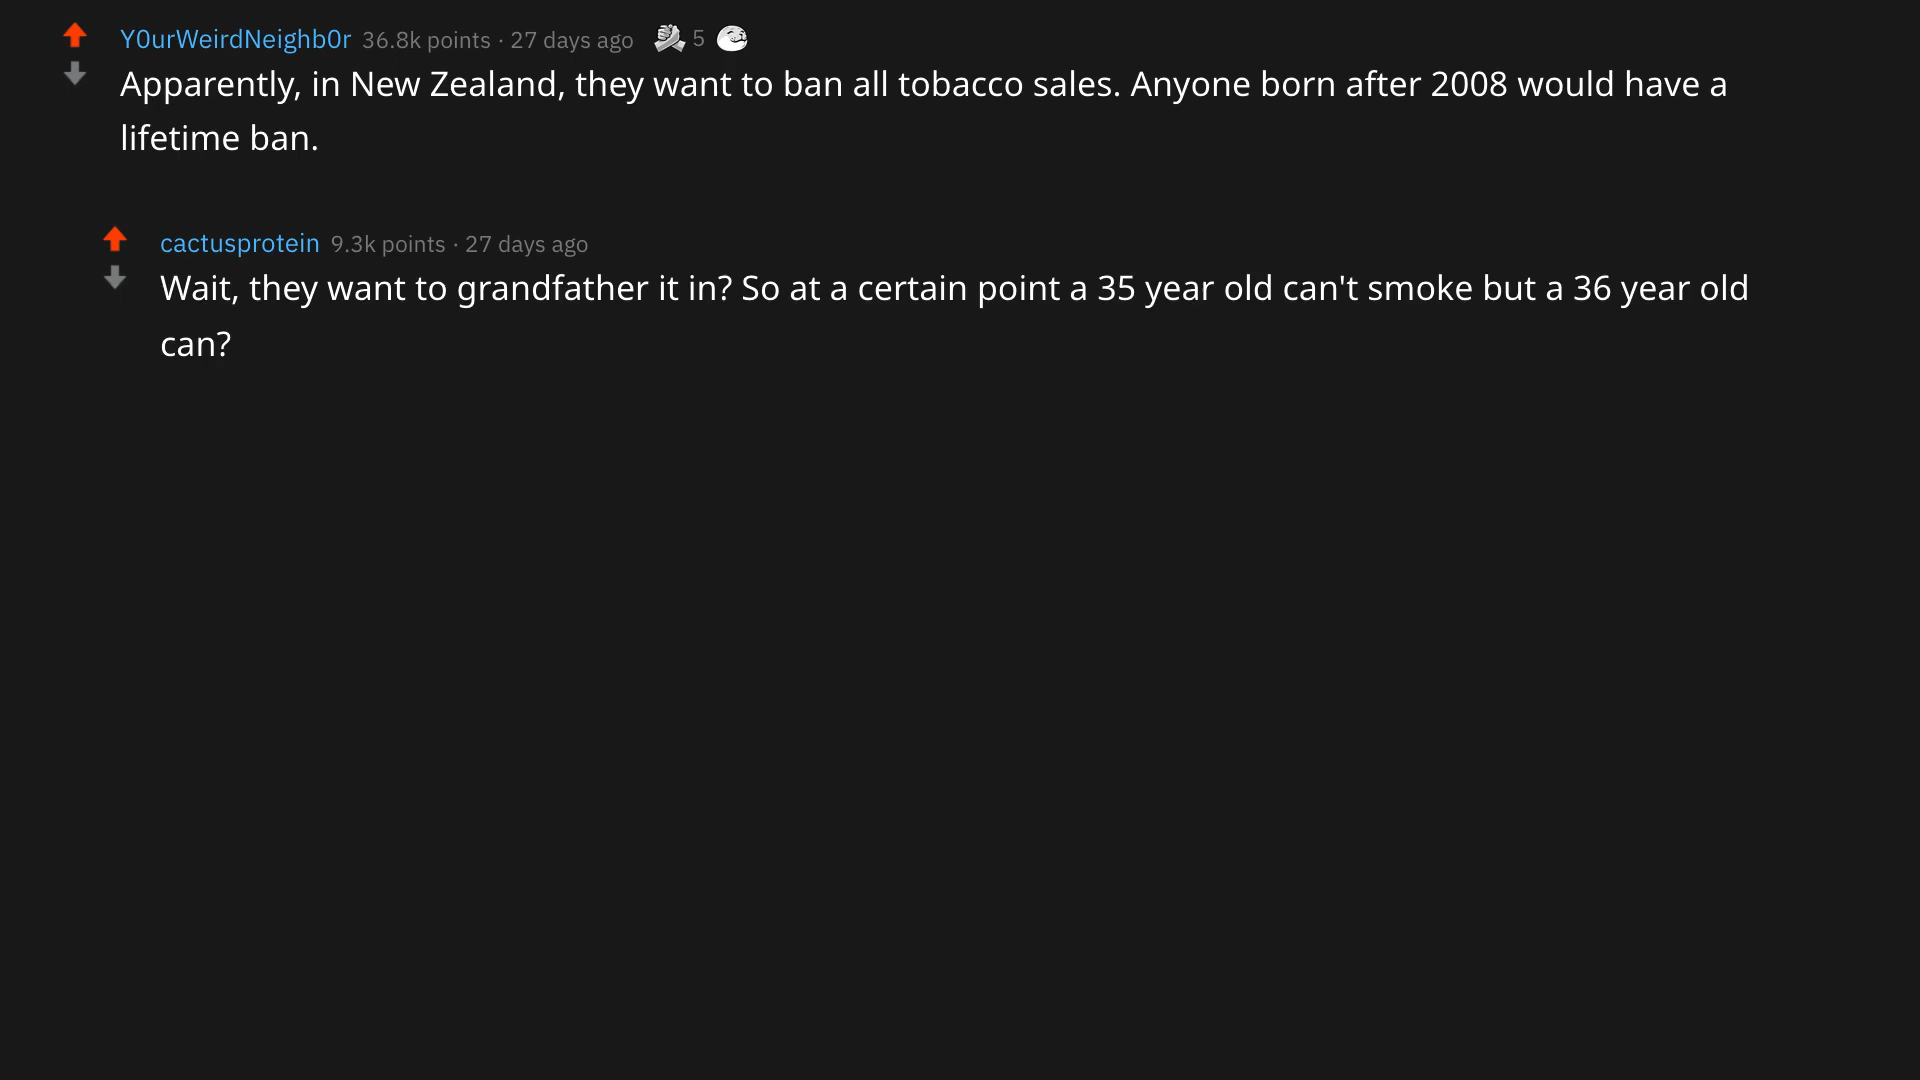 Y0urWeirdNeighb0r 36.8k points · 27 days ago 5
Apparently, in New Zealand, they want to ban all tobacco sales. Anyone born after 2008 would have a
lifetime ban.
cactusprotein 9.3k points · 27 days ago
Wait, they want to grandfather it in? So at a certain point a 35 year old can't smoke but a 36 year old
can?